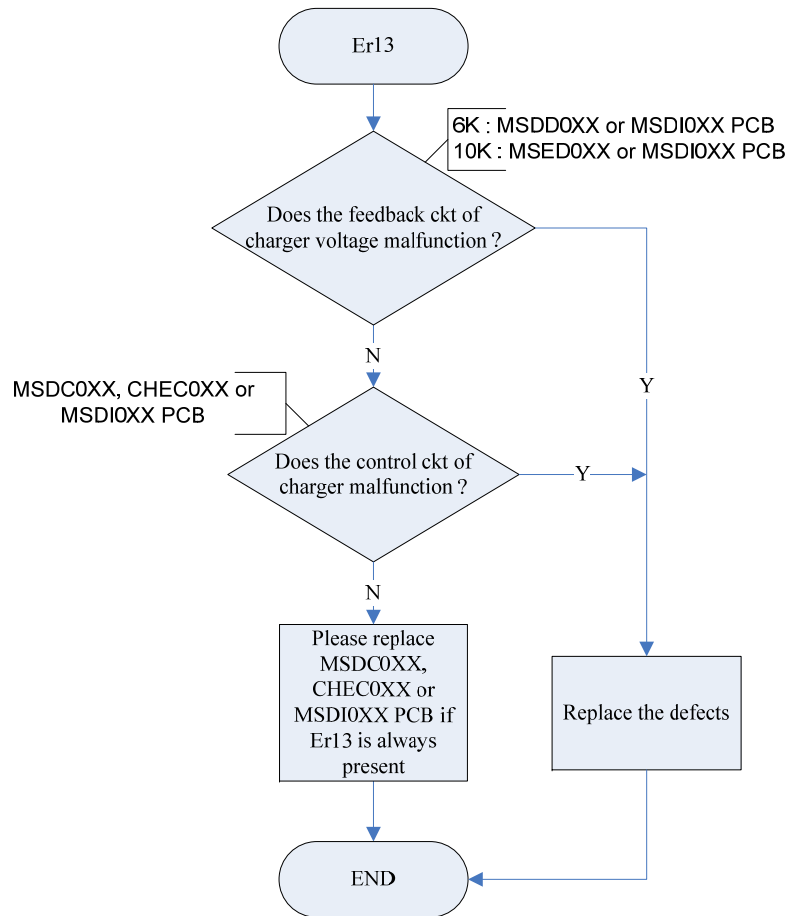 Er13
6K : MSDD0XX or MSDI0XX PCB
10K : MSED0XX or MSDI0XX PCB
Does the feedback ckt of
charger voltage malfunction ?
N
Y
MSDC0XX, CHEC0XX or
MSDI0XX PCB
Does the control ckt of
charger malfunction ?
Y
N
Please replace
MSDC0XX,
CHEC0XX or
MSDI0XX PCB if
Er13 is always
present
Replace the defects
END